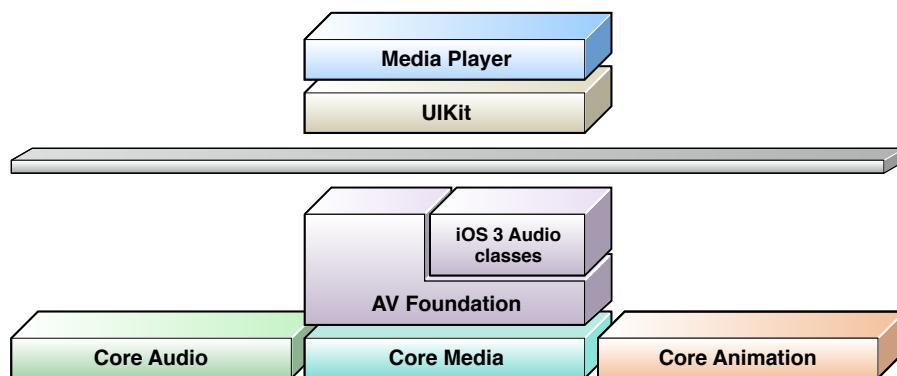 Media Player
UIKit
iOS 3 Audio
classes
AV Foundation
Core Audio
Core Media
Core Animation